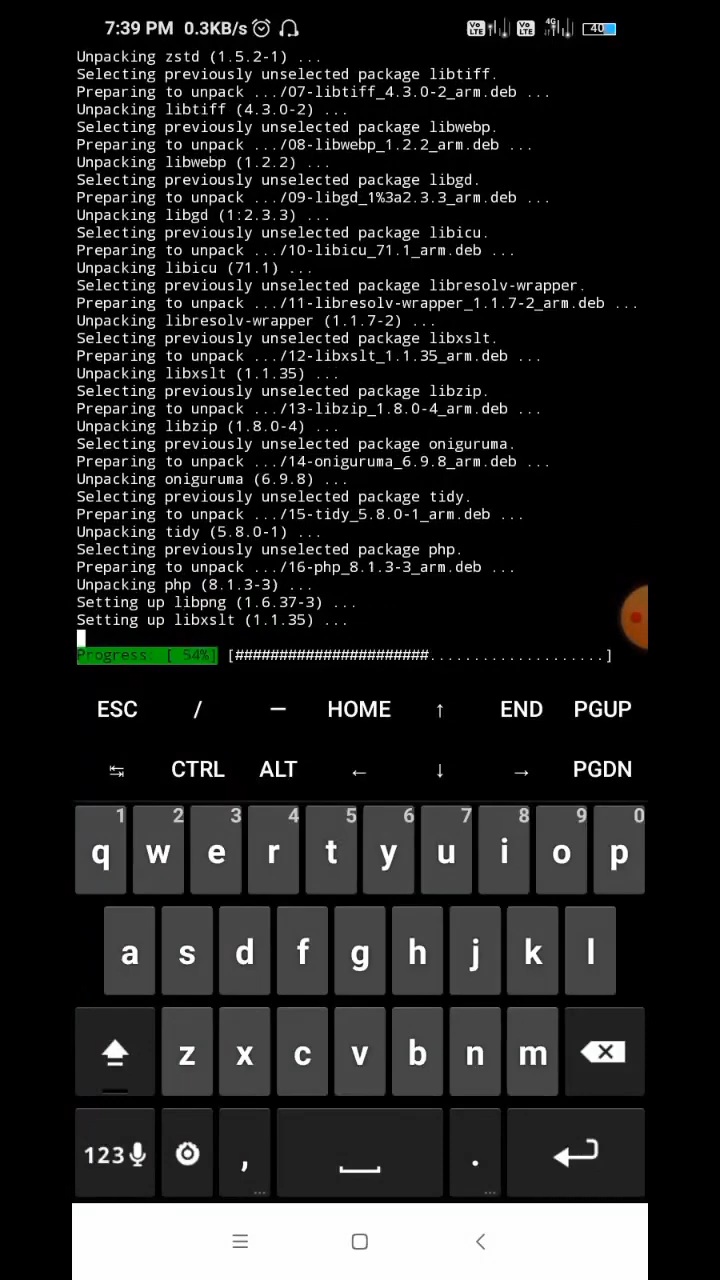 7:39 PM 0.3KB/s Vo LTE Vo LTE 4G 40
Unpacking zstd (1.5.2-1) ...
Selecting previously unselected package libtiff.
Preparing to unpack .../07-libtiff_4.3.0-2_arm.deb ...
Unpacking libtiff (4.3.0-2) ...
Selecting previously unselected package libwebp.
Preparing to unpack .../08-libwebp_1.2.2_arm.deb ...
Unpacking libwebp (1.2.2) ...
Selecting previously unselected package libgd.
Preparing to unpack .../09-libgd_1%3a2.3.3_arm.deb ...
Unpacking libgd (1:2.3.3) ...
Selecting previously unselected package libicu.
Preparing to unpack .../10-libicu_71.1_arm.deb ...
Unpacking libicu (71.1) ...
Selecting previously unselected package libresolv-wrapper.
Preparing to unpack .../11-libresolv-wrapper_1.1.7-2_arm.deb ...
Unpacking libresolv-wrapper (1.1.7-2) ...
Selecting previously unselected package libxslt.
Preparing to unpack .../12-libxslt_1.1.35_arm.deb ...
Unpacking libxslt (1.1.35) ...
Selecting previously unselected package libzip.
Preparing to unpack .../13-libzip_1.8.0-4_arm.deb ...
Unpacking libzip (1.8.0-4) ...
Selecting previously unselected package oniguruma.
Preparing to unpack .../14-oniguruma_6.9.8_arm.deb ...
Unpacking oniguruma (6.9.8) ...
Selecting previously unselected package tidy.
Preparing to unpack .../15-tidy_5.8.0-1_arm.deb ...
Unpacking tidy (5.8.0-1) ...
Selecting previously unselected package php.
Preparing to unpack .../16-php_8.1.3-3_arm.deb ...
Unpacking php (8.1.3-3) ...
Setting up libpng (1.6.37-3) ...
Setting up libxslt (1.1.35) ...
Progress: [ 54%] [######################....................]
ESC / — HOME ↑ END PGUP
↹ CTRL ALT ← ↓ → PGDN
1 2 3 4 5 6 7 8 9 0
q w e r t y u i o p
a s d f g h j k l
z x c v b n m
123 , .